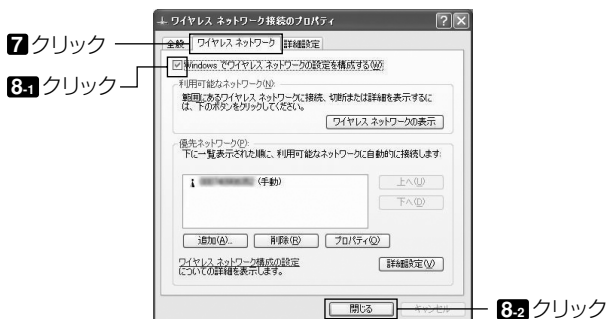 ワイヤレス ネットワーク接続のプロパティ
7 クリック
全般 ワイヤレス ネットワーク 詳細設定
8-1 クリック
Windows でワイヤレス ネットワークの設定を構成する(W)
利用可能なネットワーク(N):
範囲にあるワイヤレス ネットワークに接続、切断または詳細を表示するに
は、下のボタンをクリックしてください。
ワイヤレス ネットワークの表示
優先ネットワーク(P):
下に一覧表示された順に、利用可能なネットワークに自動的に接続します:
(手動)
上へ(U)
下へ(D)
追加(A)... 削除(R) プロパティ(O)
ワイヤレス ネットワーク構成の設定
についての詳細を表示します。
詳細設定(V)
閉じる キャンセル
8-2 クリック